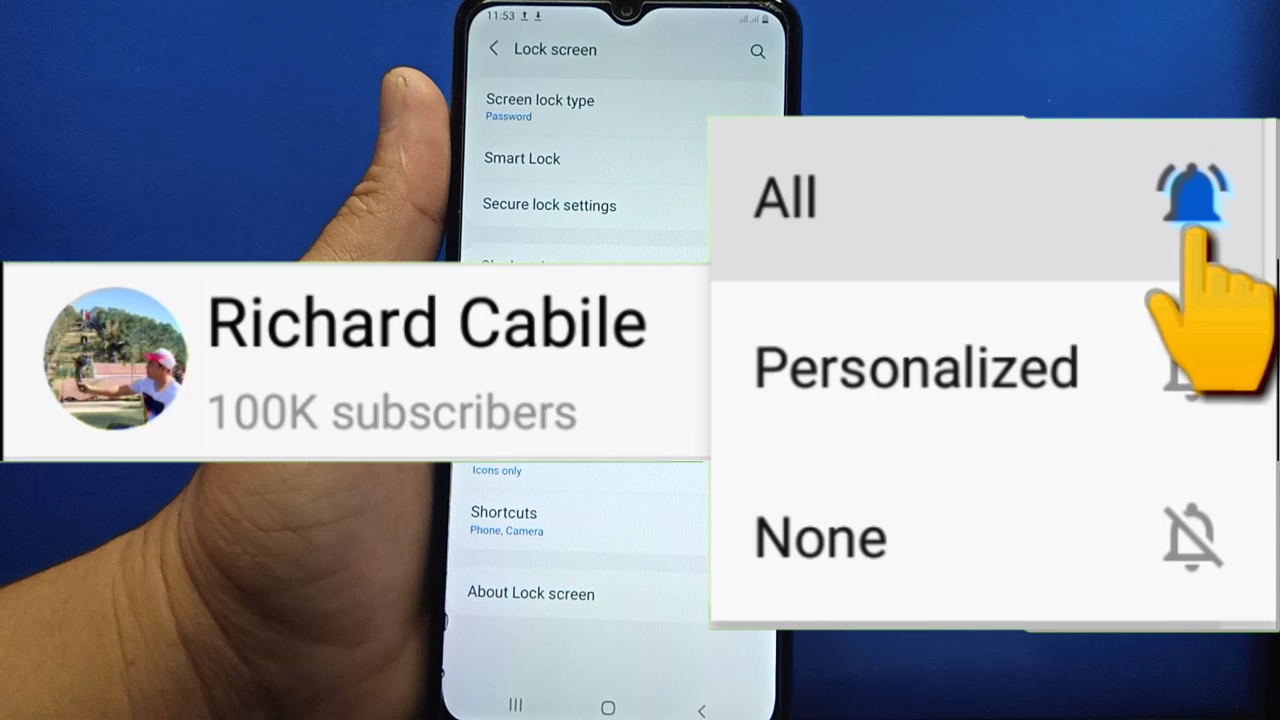 11:53
Lock screen
Screen lock type
Password
Smart Lock
Secure lock settings
All
Personalized
None
Richard Cabile
100K subscribers
Icons only
Shortcuts
Phone, Camera
About Lock screen